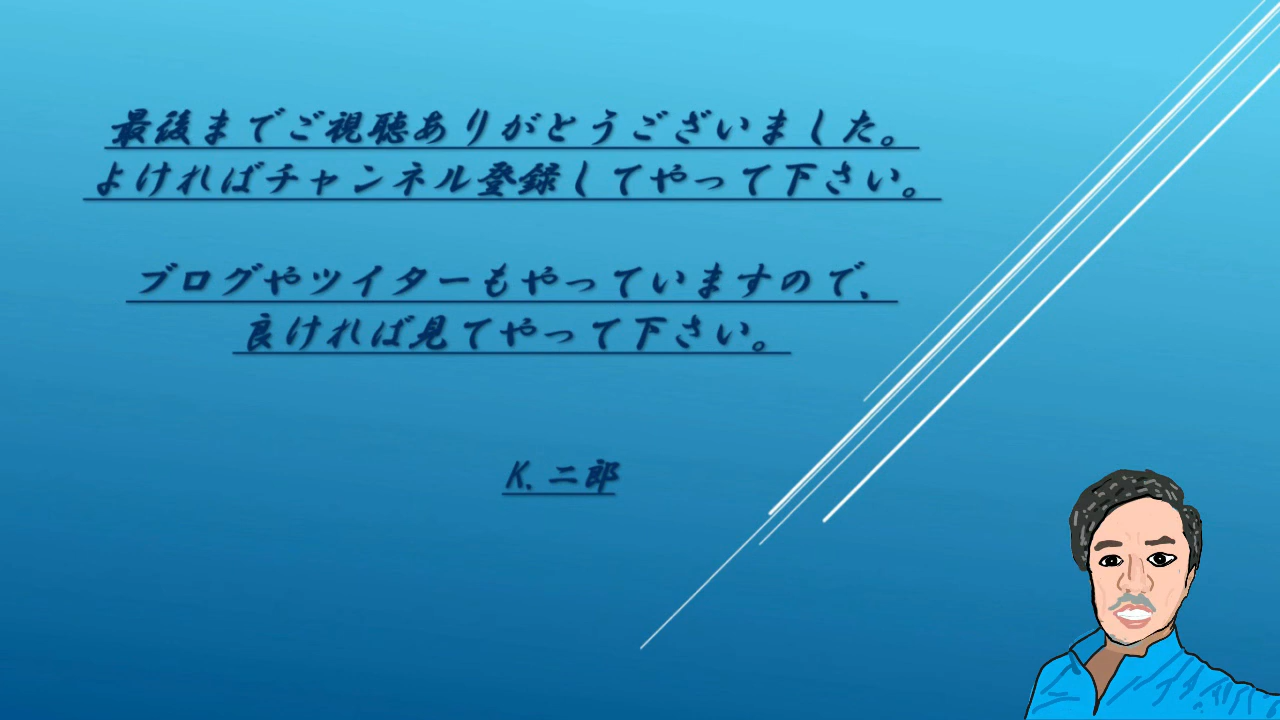 最後までご視聴ありがとうございました。
よければチャンネル登録してやって下さい。
ブログやツイターもやっていますので、
良ければ見てやって下さい。
K.二郎